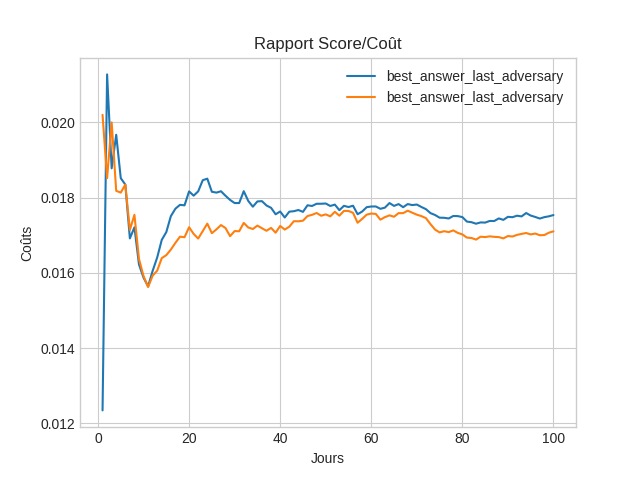 Rapport Score/Coût
best_answer_last_adversary
best_answer_last_adversary
0.020
0.018
0.016
0.014
0.012
Coûts
0 20 40 60 80 100
Jours